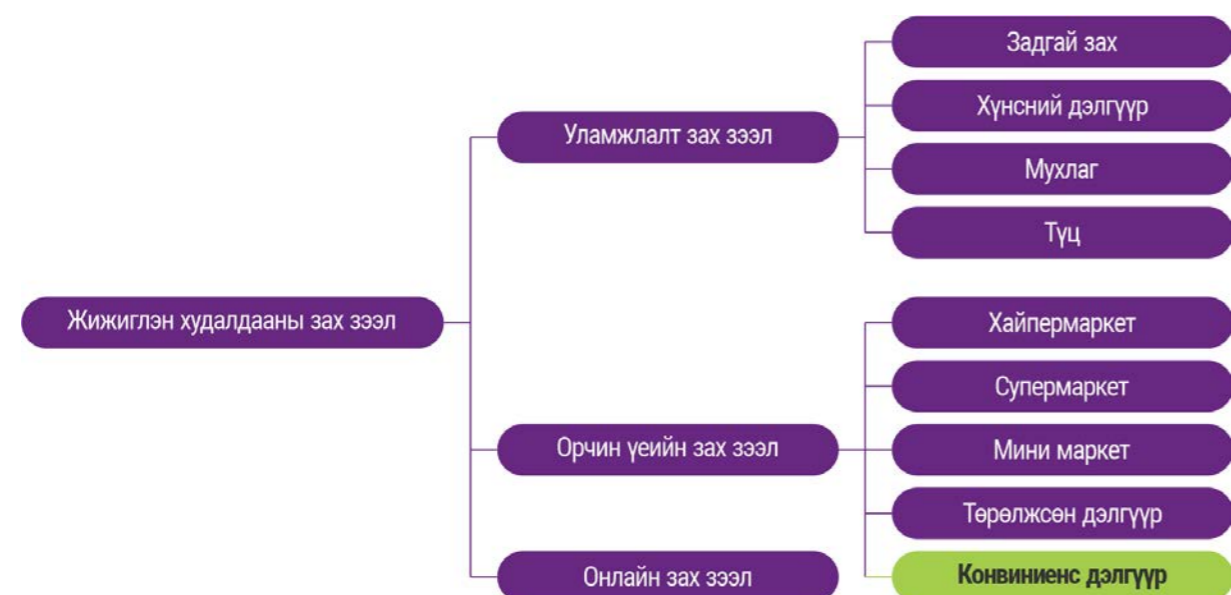 Жижиглэн худалдааны зах зээл
Уламжлалт зах зээл
Задгай зах
Хүнсний дэлгүүр
Мухлаг
Түц
Орчин үеийн зах зээл
Хайпермаркет
Супермаркет
Мини маркет
Төрөлжсөн дэлгүүр
Конвиниенс дэлгүүр
Онлайн зах зээл